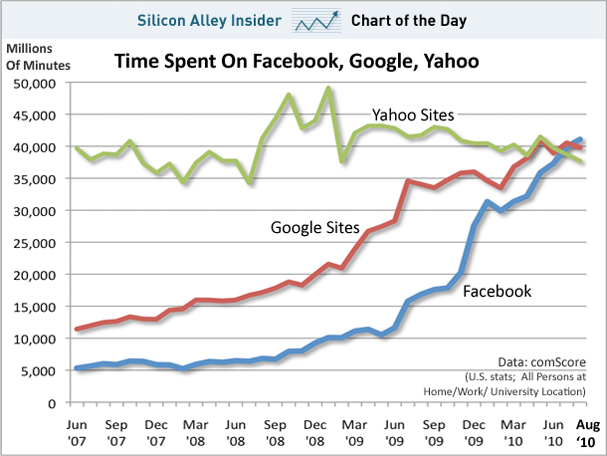 Silicon Alley Insider Chart of the Day
Millions
Of Minutes
Time Spent On Facebook, Google, Yahoo
50,000
45,000
40,000
35,000
30,000
25,000
20,000
15,000
10,000
5,000
0
Yahoo Sites
Google Sites
Facebook
Data: comScore
(U.S. stats; All Persons at
Home/Work/ University Location)
Jun Sep Dec Mar Jun Sep Dec Mar Jun Sep Dec Mar Jun Aug
'07 '07 '07 '08 '08 '08 '08 '09 '09 '09 '09 '10 '10 '10